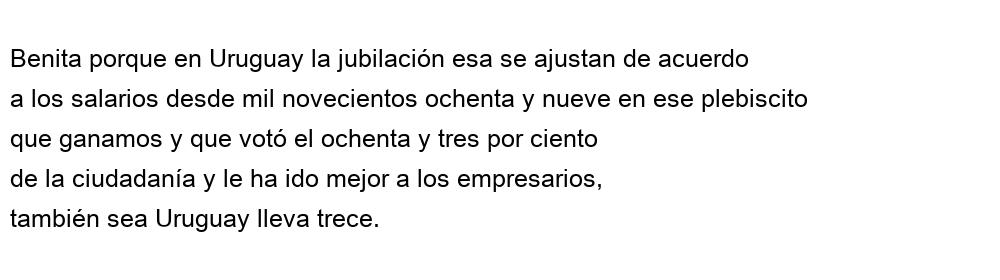 Benita porque en Uruguay la jubilación esa se ajustan de acuerdo
a los salarios desde mil novecientos ochenta y nueve en ese plebiscito
que ganamos y que votó el ochenta y tres por ciento
de la ciudadanía y le ha ido mejor a los empresarios,
también sea Uruguay lleva trece.